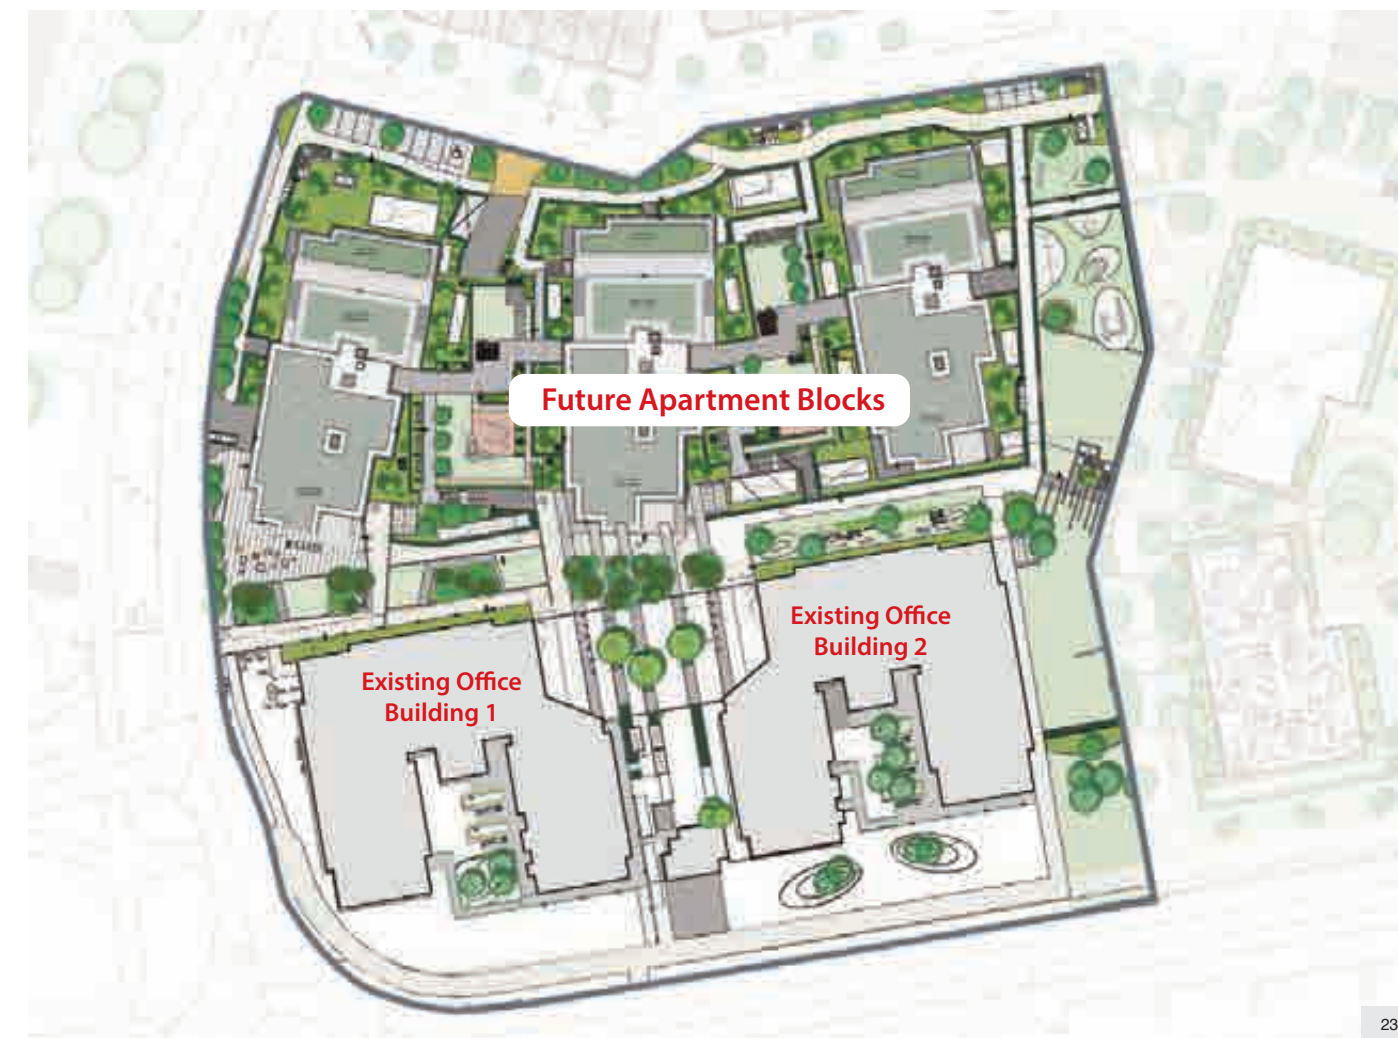 Future Apartment Blocks
Existing Office
Building 2
Existing Office
Building 1
23